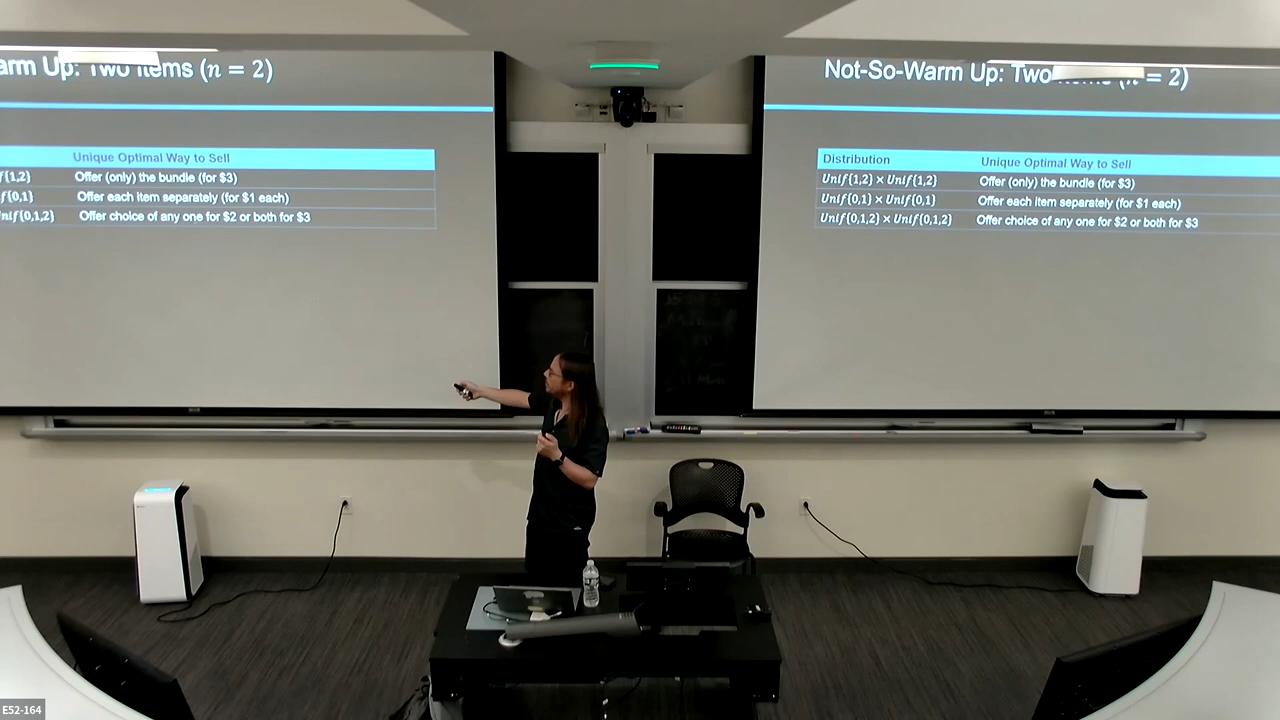 arm Up: Two Items (n = 2)
Unique Optimal Way to Sell
f{1,2} Offer (only) the bundle (for $3)
f{0,1} Offer each item separately (for $1 each)
nif{0,1,2} Offer choice of any one for $2 or both for $3
Not-So-Warm Up: Two Items (n = 2)
Distribution Unique Optimal Way to Sell
Unif{1,2} × Unif{1,2} Offer (only) the bundle (for $3)
Unif{0,1} × Unif{0,1} Offer each item separately (for $1 each)
Unif{0,1,2} × Unif{0,1,2} Offer choice of any one for $2 or both for $3
E52-164